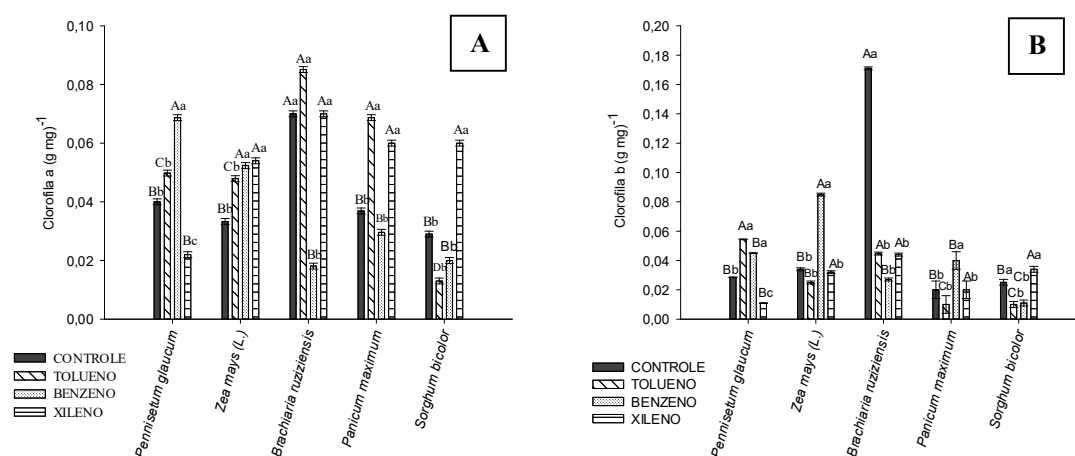 A
Clorofila a (g mg)-1
0,10
0,08
0,06
0,04
0,02
0,00
Bb Cb Aa Bc
Bb Cb Aa Aa
Aa Aa Bb Aa
Bb Aa Bb Aa
Bb Db Bb Aa
Pennisetum glaucum
Zea mays (L.)
Brachiaria ruziziensis
Panicum maximum
Sorghum bicolor
CONTROLE
TOLUENO
BENZENO
XILENO
B
Clorofila b (g mg)-1
0,20
0,18
0,16
0,14
0,12
0,10
0,08
0,06
0,04
0,02
0,00
Bb Aa Ba Bc
Bb Bb Aa Ab
Aa Ab Bb Ab
Bb Cb Ba Ab
Ba Cb Cb Aa
Pennisetum glaucum
Zea mays (L.)
Brachiaria ruziziensis
Panicum maximum
Sorghum bicolor
CONTROLE
TOLUENO
BENZENO
XILENO